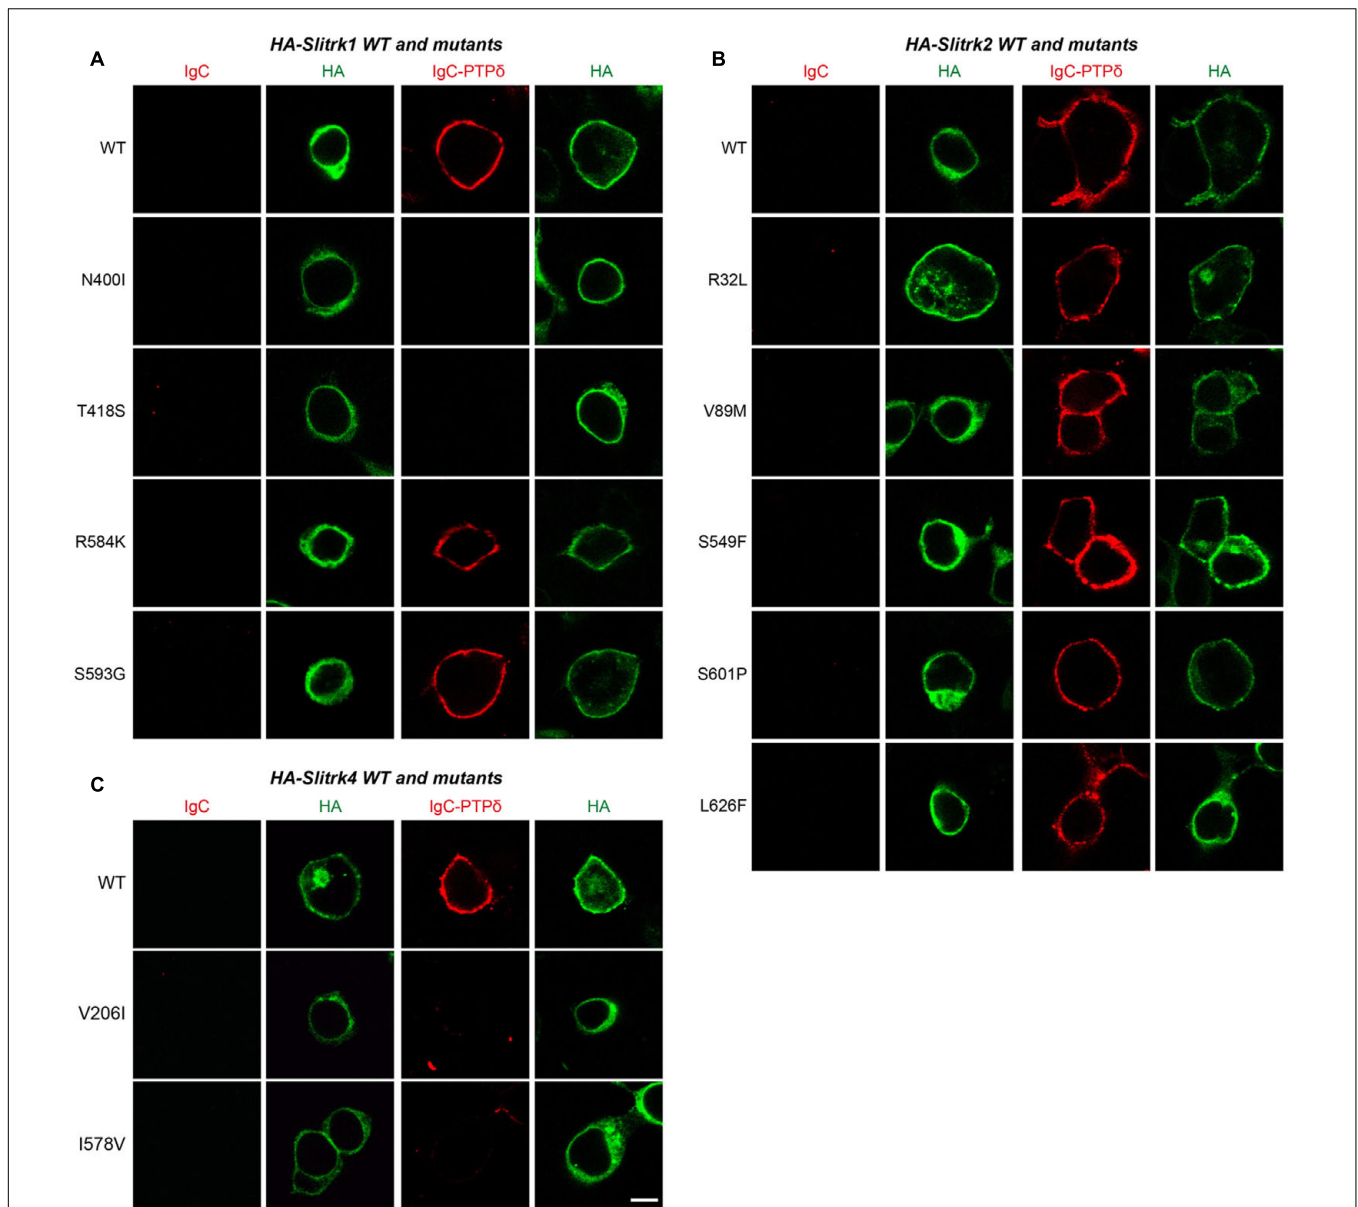 A
HA-Slitrk1 WT and mutants
IgC HA IgC-PTPδ HA
WT
N400I
T418S
R584K
S593G
B
HA-Slitrk2 WT and mutants
IgC HA IgC-PTPδ HA
WT
R32L
V89M
S549F
S601P
L626F
C
HA-Slitrk4 WT and mutants
IgC HA IgC-PTPδ HA
WT
V206I
I578V